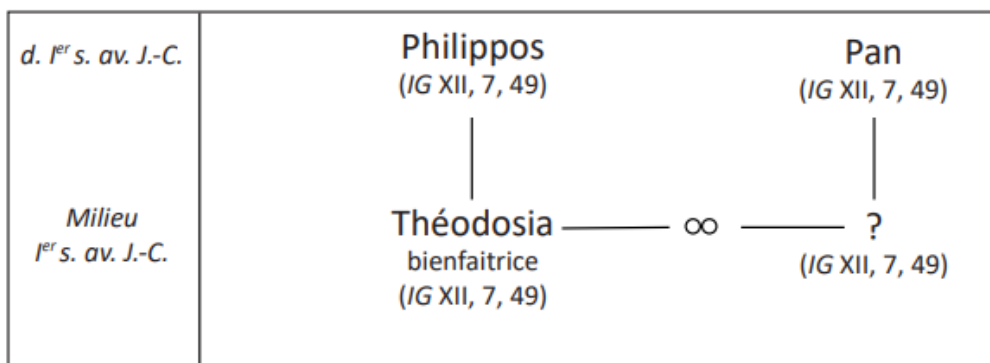 d. Iᵉʳ s. av. J.-C.
Philippos
(IG XII, 7, 49)
Pan
(IG XII, 7, 49)
Milieu
Iᵉʳ s. av. J.-C.
Théodosia
bienfaitrice
(IG XII, 7, 49)
∞
?
(IG XII, 7, 49)